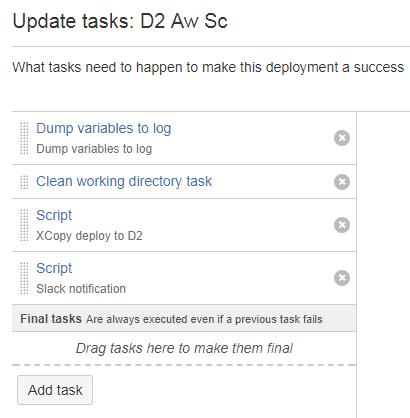 Update tasks: D2 Aw Sc
What tasks need to happen to make this deployment a success
Dump variables to log
Dump variables to log
Clean working directory task
Script
XCopy deploy to D2
Script
Slack notification
Final tasks Are always executed even if a previous task fails
Drag tasks here to make them final
Add task